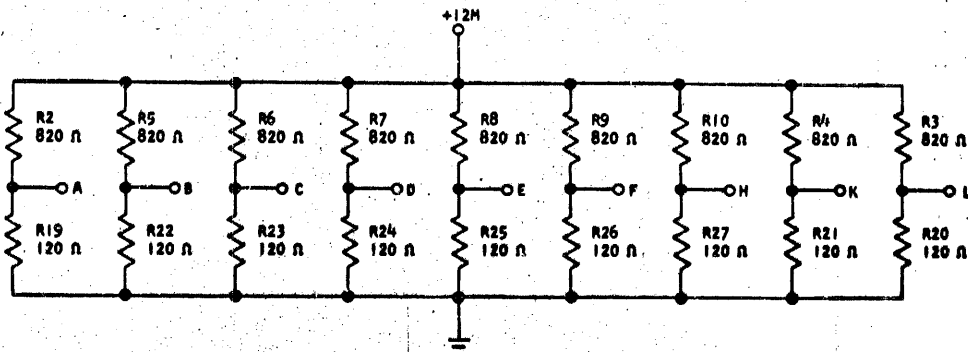 +12M
R2 R5 R6 R7 R8 R9 R10 R4 R3
820 Ω 820 Ω 820 Ω 820 Ω 820 Ω 820 Ω 820 Ω 820 Ω 820 Ω
A B C D E F H K L
R19 R22 R23 R24 R25 R26 R27 R21 R20
120 Ω 120 Ω 120 Ω 120 Ω 120 Ω 120 Ω 120 Ω 120 Ω 120 Ω